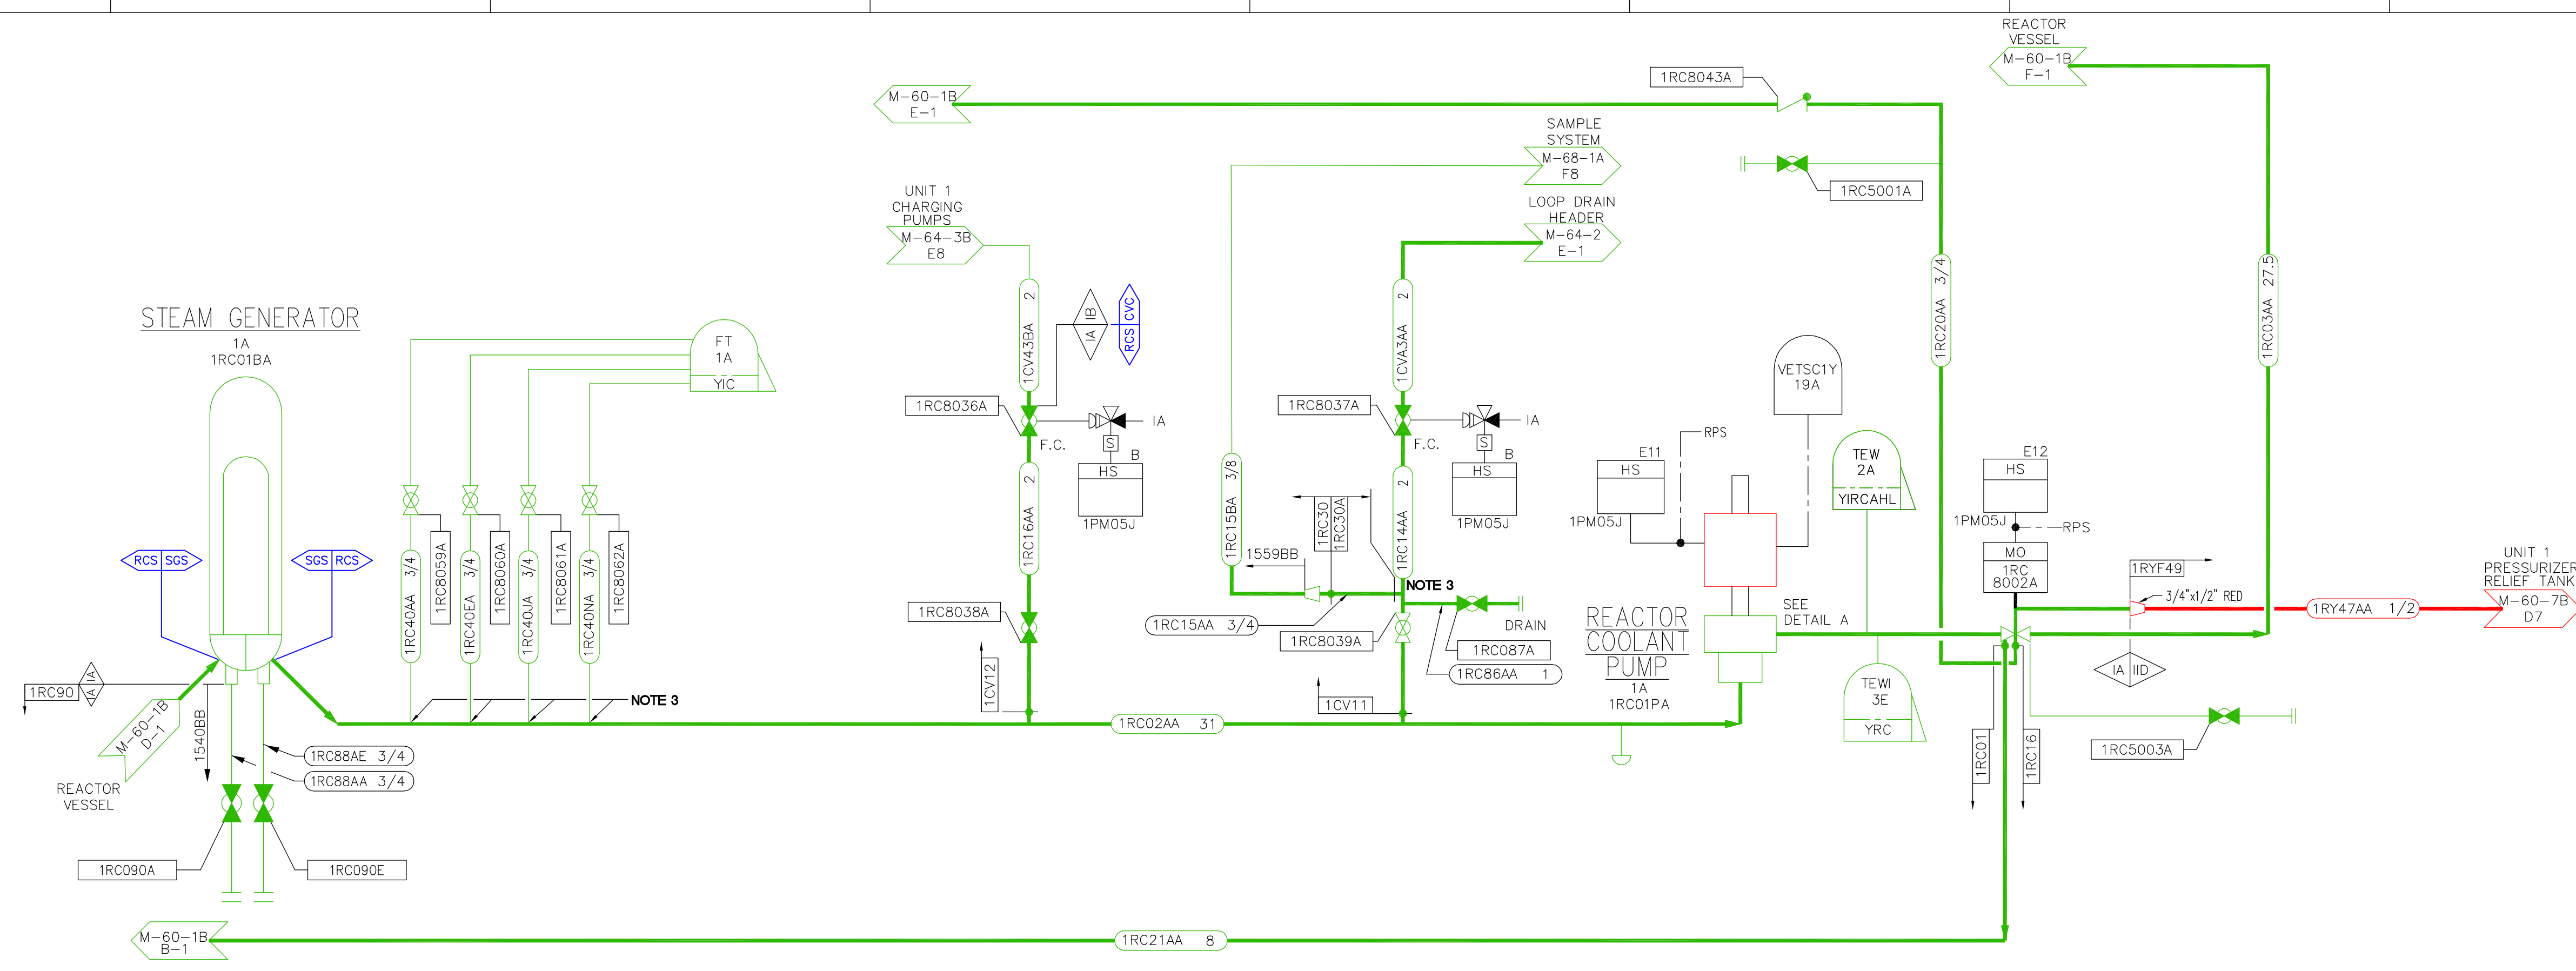 REACTOR
VESSEL
M-60-1B
F-1
1RC8043A
M-60-1B
E-1
SAMPLE
SYSTEM
M-68-1A
F8
1RC5001A
UNIT 1
CHARGING
PUMPS
M-64-3B
E8
LOOP DRAIN
HEADER
M-64-2
E-1
STEAM GENERATOR
1A
1RC01BA
FT
1A
YIC
1CV43BA 2
IA IB
RCS CVC
1CVA3AA 2
1RC20AA 3/4
1RC03AA 27.5
VETSC1Y
19A
1RC8036A
F.C.
IA
S
B
HS
1PM05J
1RC8037A
F.C.
IA
S
B
HS
1PM05J
1RC16AA 2
1RC15BA 3/8
1RC30
1RC30A
1RC14AA 2
E11
HS
1PM05J
RPS
TEW
2A
YIRCAHL
E12
HS
1PM05J
RPS
MO
1RC
8002A
RCS SGS
SGS RCS
1RC40AA 3/4
1RC8059A
1RC40EA 3/4
1RC8060A
1RC40JA 3/4
1RC8061A
1RC40NA 3/4
1RC8062A
1559BB
NOTE 3
1RC8038A
1RC15AA 3/4
1RC8039A
DRAIN
1RC087A
1RC86AA 1
REACTOR
COOLANT
PUMP
1A
1RC01PA
SEE
DETAIL A
1RYF49
3/4"x1/2" RED
1RY47AA 1/2
UNIT 1
PRESSURIZER
RELIEF TANK
M-60-7B
D7
IA IID
1RC90
IA IA
M-60-1B
D-1
REACTOR
VESSEL
1540BB
NOTE 3
1CV12
1CV11
1RC02AA 31
TEWI
3E
YRC
1RC01
1RC16
1RC5003A
1RC88AE 3/4
1RC88AA 3/4
1RC090A
1RC090E
M-60-1B
B-1
1RC21AA 8